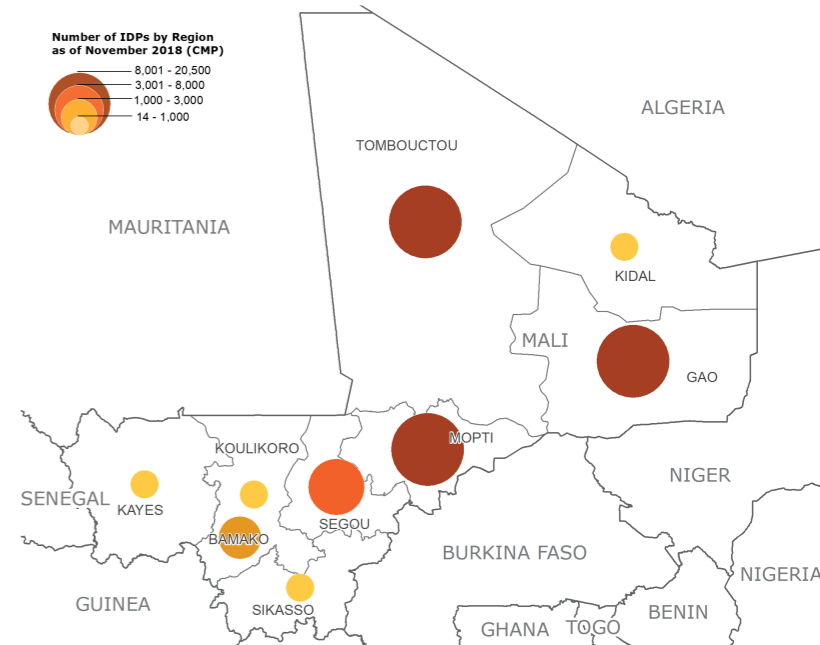 Number of IDPs by Region
as of November 2018 (CMP)
8,001 - 20,500
3,001 - 8,000
1,000 - 3,000
14 - 1,000
ALGERIA
TOMBOUCTOU
MAURITANIA
KIDAL
MALI
GAO
MOPTI
KOULIKORO
NIGER
SENEGAL
KAYES
SEGOU
BAMAKO
BURKINA FASO
NIGERIA
GUINEA
SIKASSO
BENIN
GHANA
TOGO